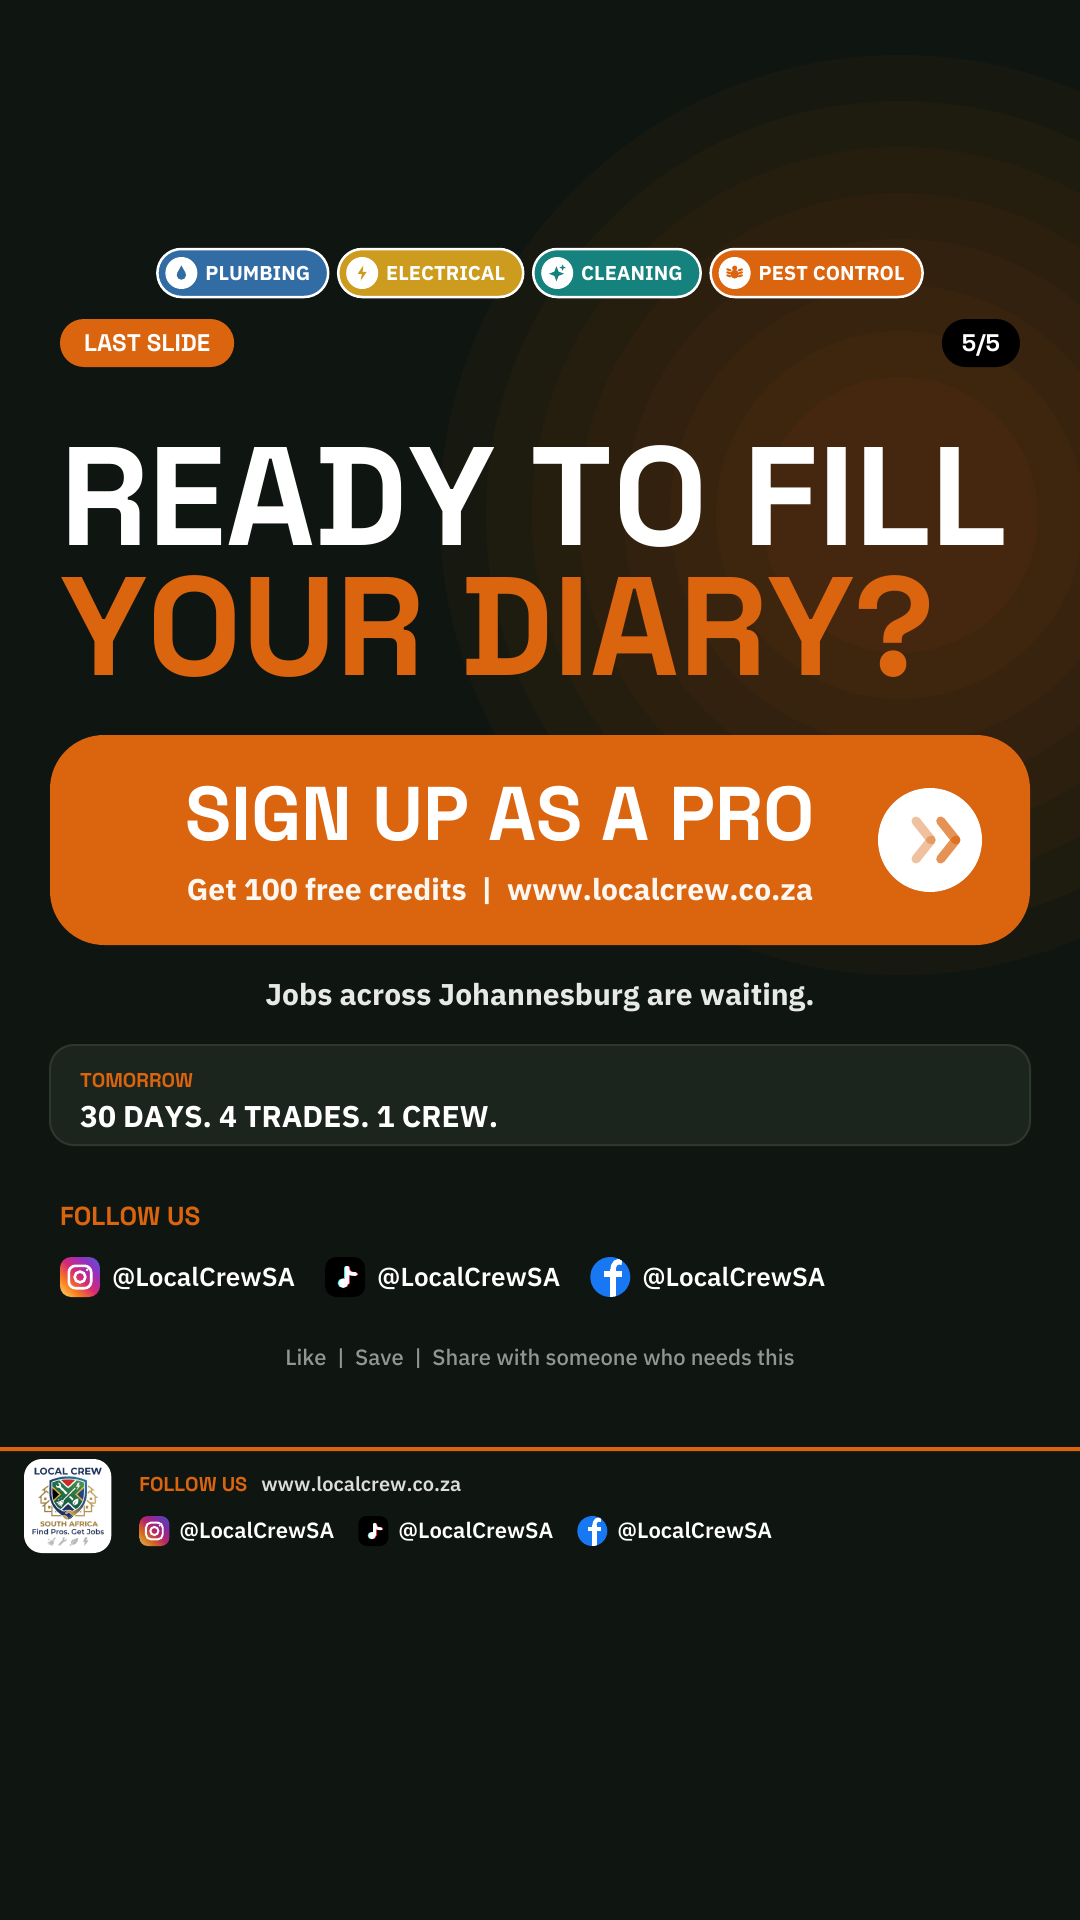 PLUMBING ELECTRICAL CLEANING PEST CONTROL
LAST SLIDE 5/5
READY TO FILL
YOUR DIARY?
SIGN UP AS A PRO
Get 100 free credits | www.localcrew.co.za
Jobs across Johannesburg are waiting.
TOMORROW
30 DAYS. 4 TRADES. 1 CREW.
FOLLOW US
@LocalCrewSA @LocalCrewSA @LocalCrewSA
Like | Save | Share with someone who needs this
LOCAL CREW
SOUTH AFRICA
Find Pros. Get Jobs
FOLLOW US www.localcrew.co.za
@LocalCrewSA @LocalCrewSA @LocalCrewSA